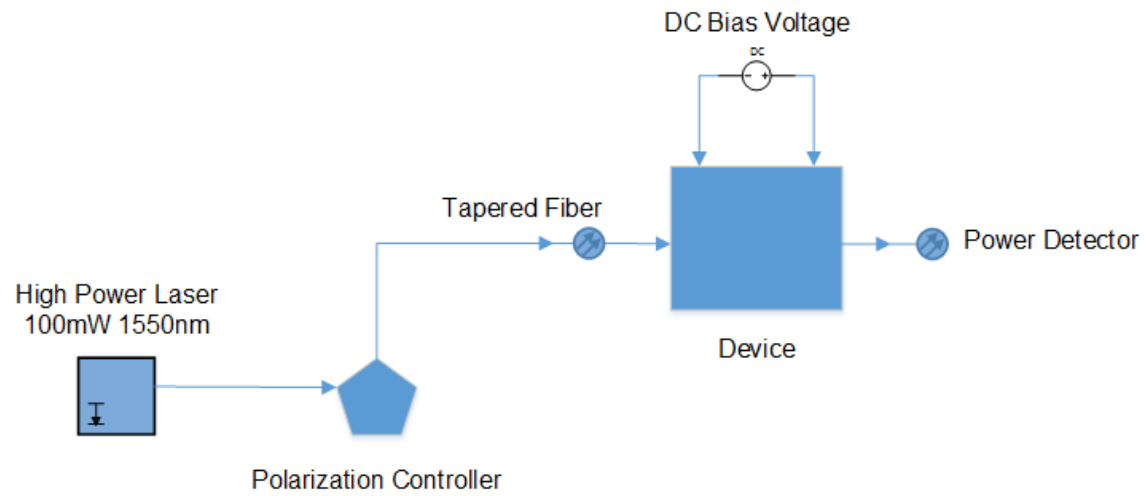 DC Bias Voltage
DC
Tapered Fiber
Power Detector
High Power Laser
100mW 1550nm
Device
Polarization Controller